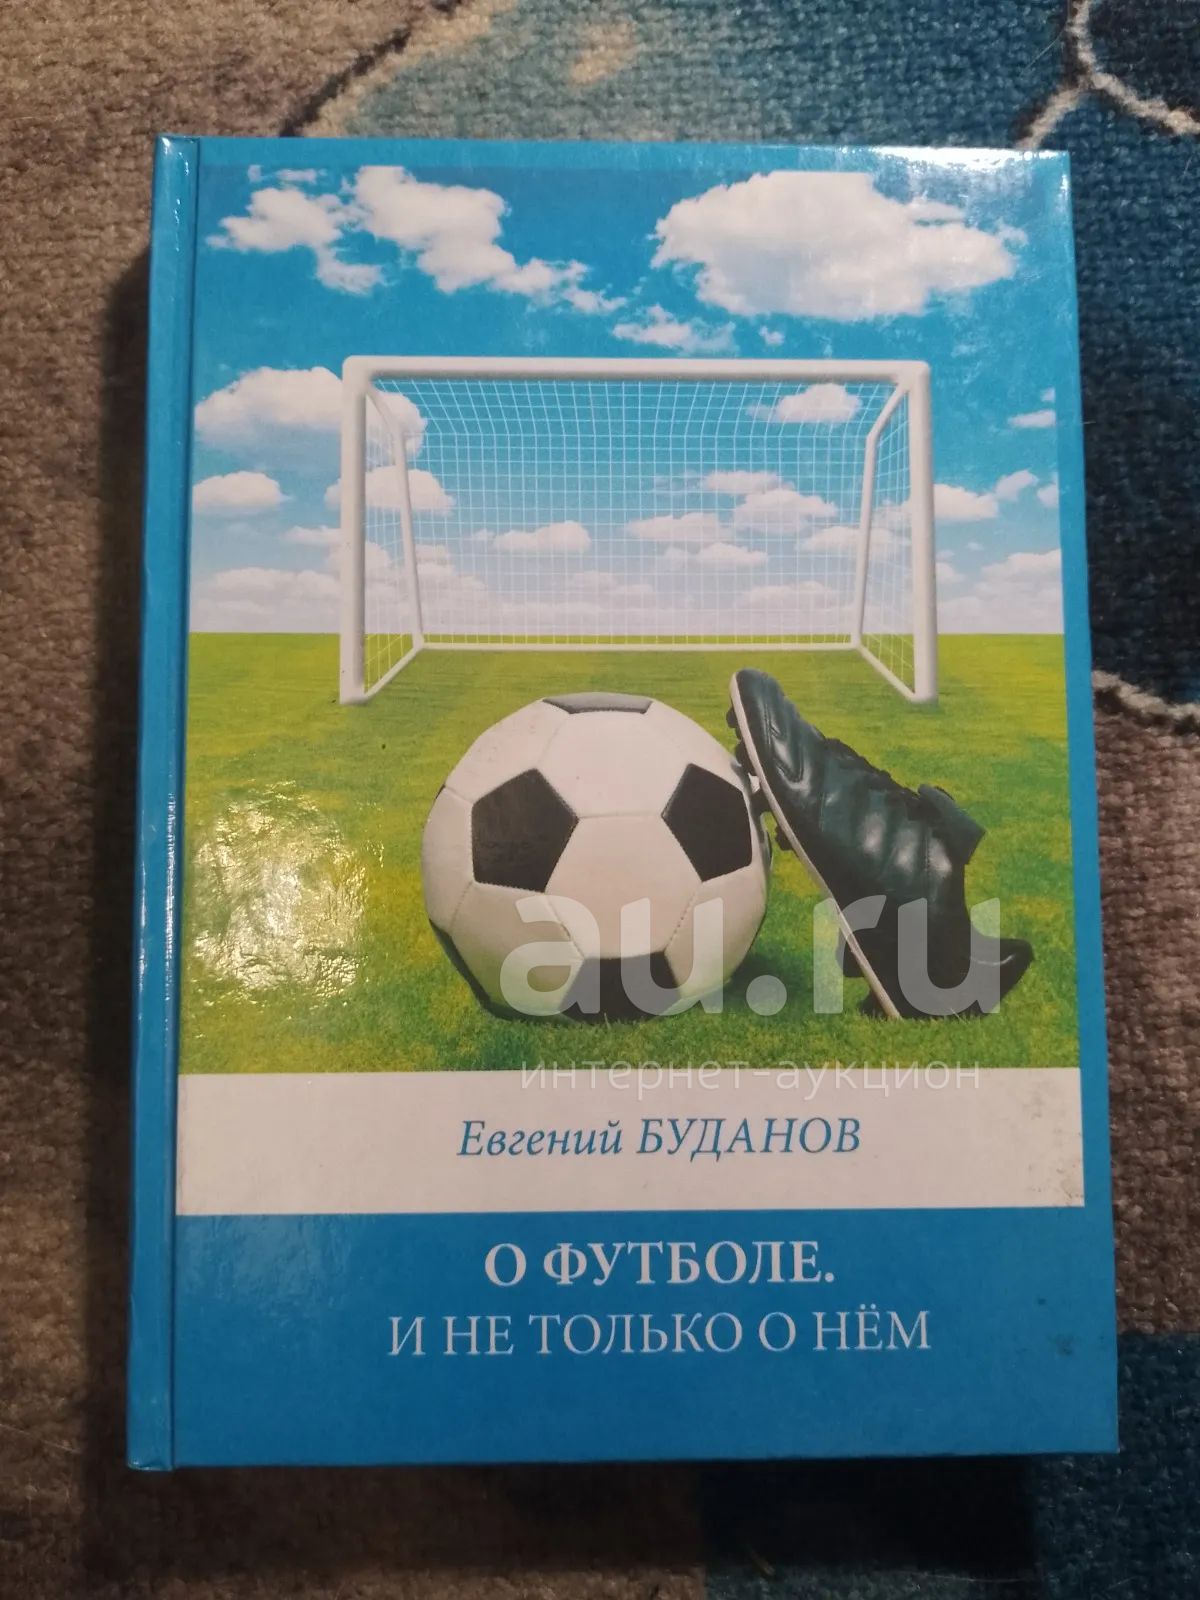 au.ru
интернет-аукцион
Евгений БУДАНОВ
О ФУТБОЛЕ.
И НЕ ТОЛЬКО О НЁМ